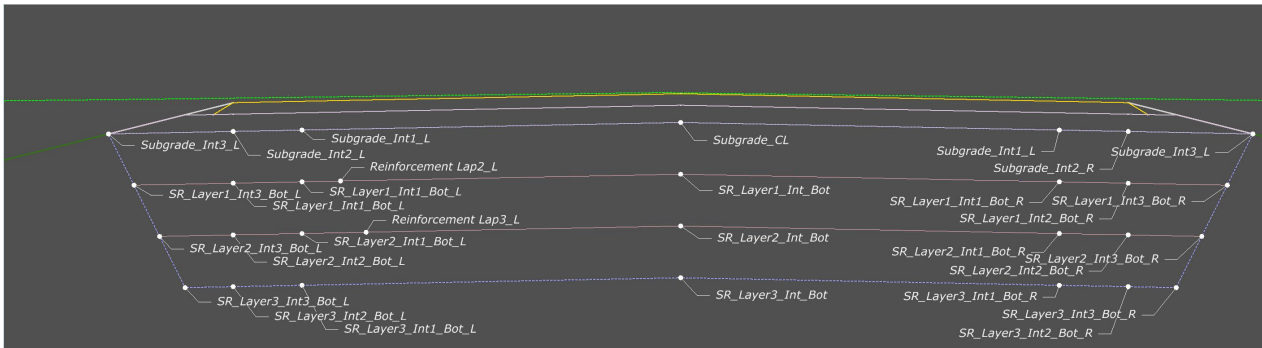 Subgrade_Int3_L
Subgrade_Int2_L
Subgrade_Int1_L
Subgrade_CL
Subgrade_Int1_L
Subgrade_Int2_R
Subgrade_Int3_L
Reinforcement Lap2_L
SR_Layer1_Int3_Bot_L
SR_Layer1_Int1_Bot_L
SR_Layer1_Int1_Bot_L
SR_Layer1_Int_Bot
SR_Layer1_Int1_Bot_R
SR_Layer1_Int3_Bot_R
SR_Layer1_Int2_Bot_R
Reinforcement Lap3_L
SR_Layer2_Int3_Bot_L
SR_Layer2_Int1_Bot_L
SR_Layer2_Int2_Bot_L
SR_Layer2_Int_Bot
SR_Layer2_Int1_Bot_R
SR_Layer2_Int3_Bot_R
SR_Layer2_Int2_Bot_R
SR_Layer3_Int3_Bot_L
SR_Layer3_Int2_Bot_L
SR_Layer3_Int1_Bot_L
SR_Layer3_Int_Bot
SR_Layer3_Int1_Bot_R
SR_Layer3_Int3_Bot_R
SR_Layer3_Int2_Bot_R